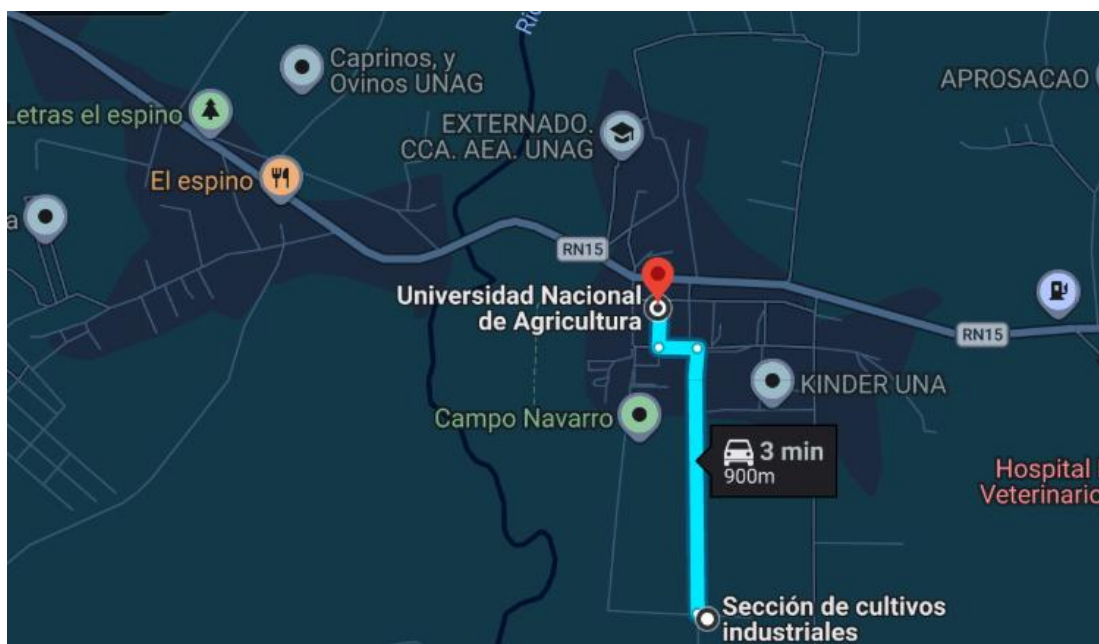 Caprinos, y
Ovinos UNAG
APROSACAO
Letras el espino
EXTERNADO.
CCA. AEA. UNAG
El espino
a
RN15
Universidad Nacional
de Agricultura
RN15
KINDER UNA
Campo Navarro
3 min
900m
Hospital
Veterinario
Sección de cultivos
industriales